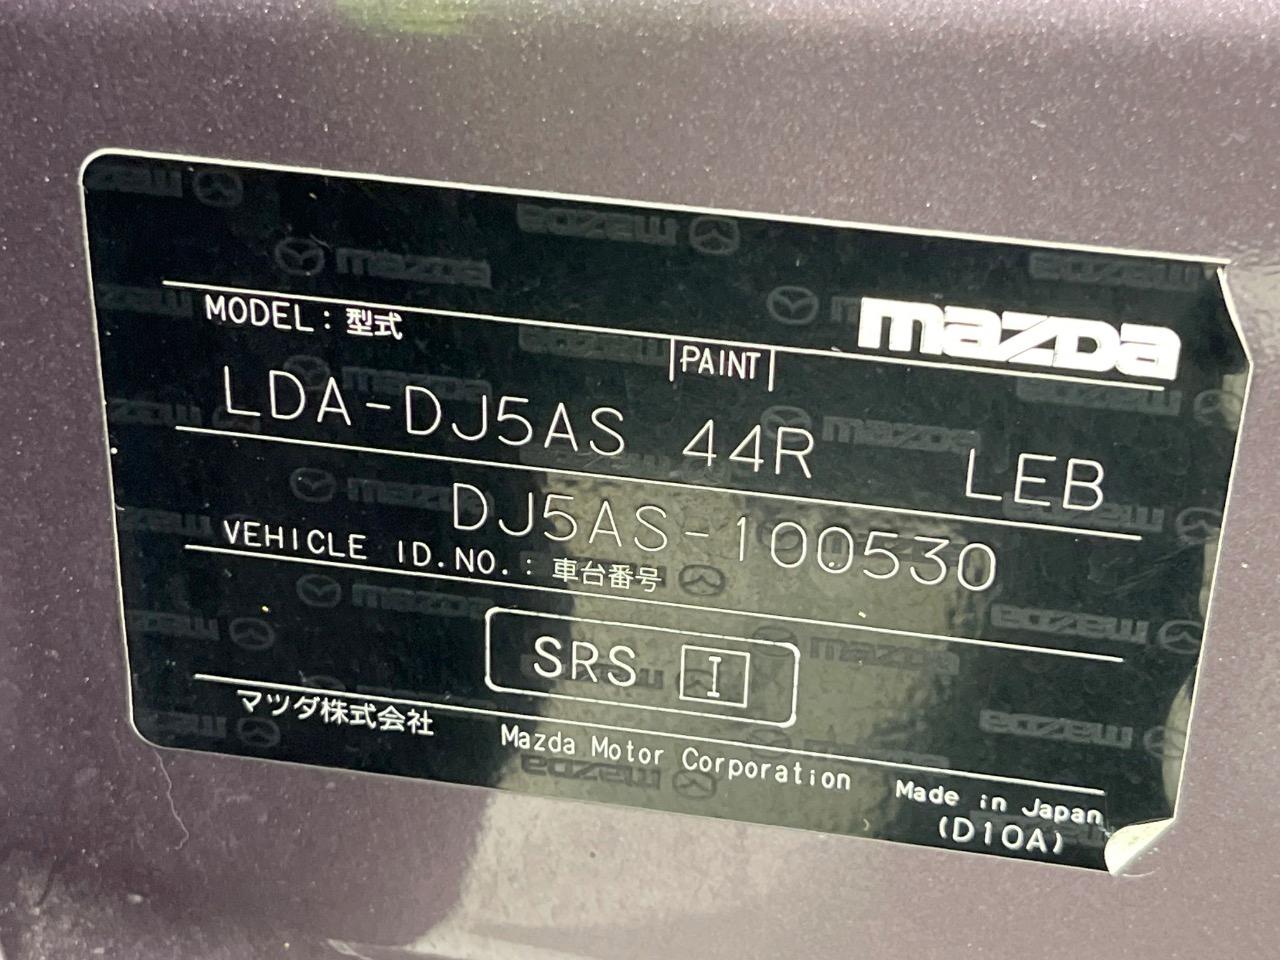 mazda
MODEL : 型式
PAINT
LDA-DJ5AS 44R LEB
DJ5AS-100530
VEHICLE ID.NO. : 車台番号
SRS I
マツダ株式会社 Mazda Motor Corporation Made in Japan
(D10A)